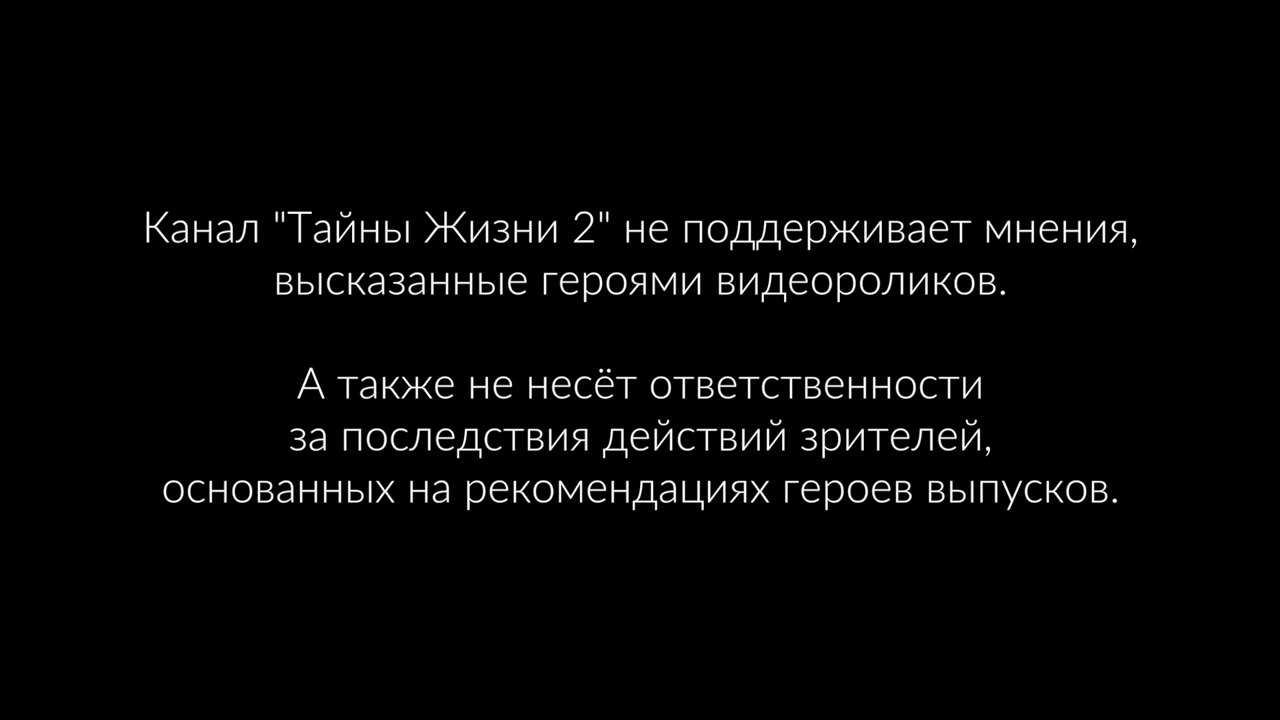 Канал "Тайны Жизни 2" не поддерживает мнения,
высказанные героями видеороликов.
А также не несёт ответственности
за последствия действий зрителей,
основанных на рекомендациях героев выпусков.